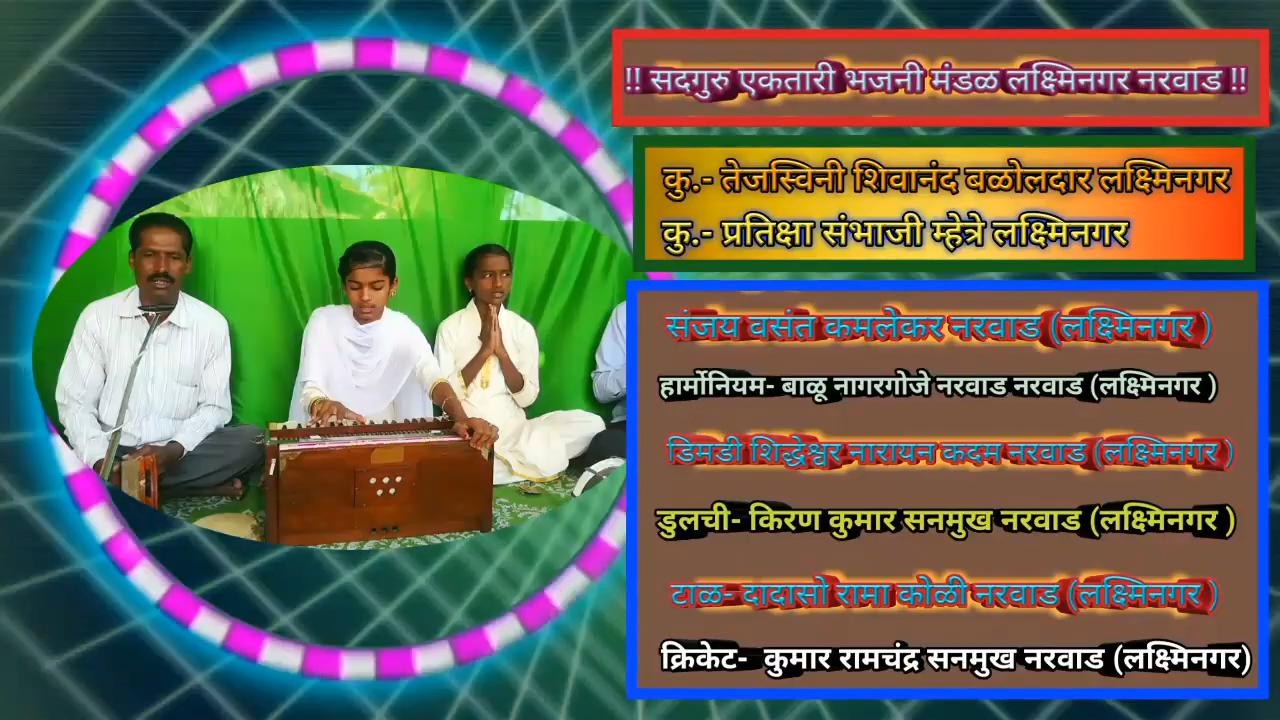 !! सदगुरु एकतारी भजनी मंडळ लक्ष्मिनगर नरवाड !!
कु.- तेजस्विनी शिवानंद बळोलदार लक्ष्मिनगर
कु.- प्रतिक्षा संभाजी म्हेत्रे लक्ष्मिनगर
संजय वसंत कमलेकर नरवाड (लक्ष्मिनगर )
हार्मोनियम- बाळू नागरगोजे नरवाड नरवाड (लक्ष्मिनगर )
डिमडी शिद्धेश्वर नारायन कदम नरवाड (लक्ष्मिनगर )
डुलची- किरण कुमार सनमुख नरवाड (लक्ष्मिनगर )
टाळ- दादासो रामा कोळी नरवाड (लक्ष्मिनगर )
क्रिकेट- कुमार रामचंद्र सनमुख नरवाड (लक्ष्मिनगर)